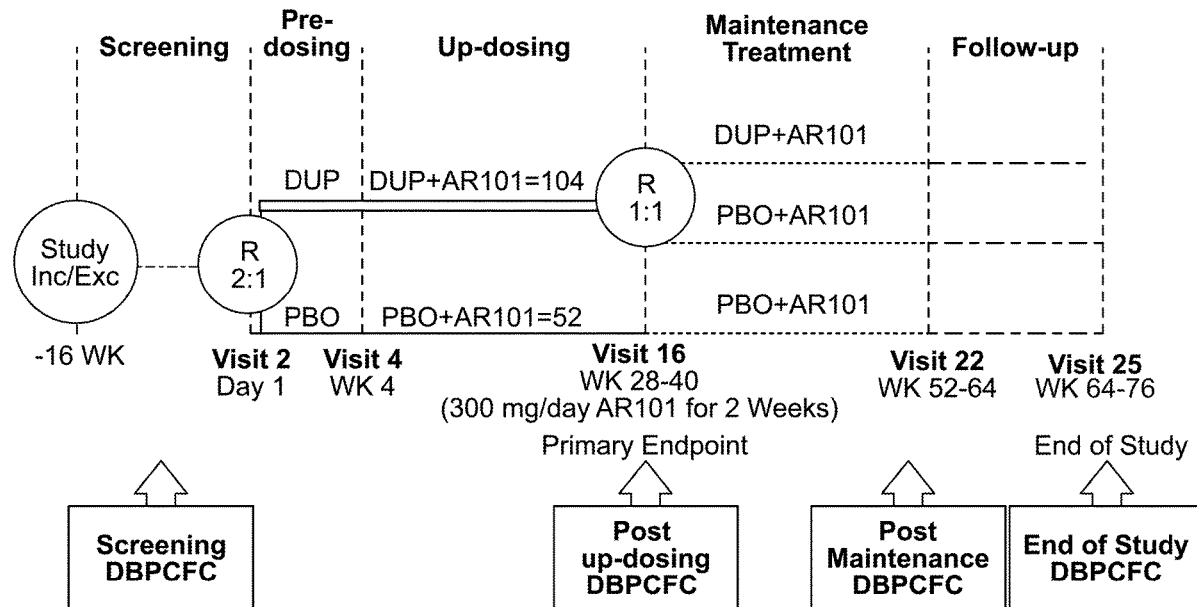 Screening
Pre-
dosing
Up-dosing
Maintenance
Treatment
Follow-up
Study
Inc/Exc
R
2:1
DUP
DUP+AR101=104
PBO
PBO+AR101=52
R
1:1
DUP+AR101
PBO+AR101
PBO+AR101
-16 WK
Visit 2
Day 1
Visit 4
WK 4
Visit 16
WK 28-40
(300 mg/day AR101 for 2 Weeks)
Primary Endpoint
Visit 22
WK 52-64
Visit 25
WK 64-76
End of Study
Screening
DBPCFC
Post
up-dosing
DBPCFC
Post
Maintenance
DBPCFC
End of Study
DBPCFC